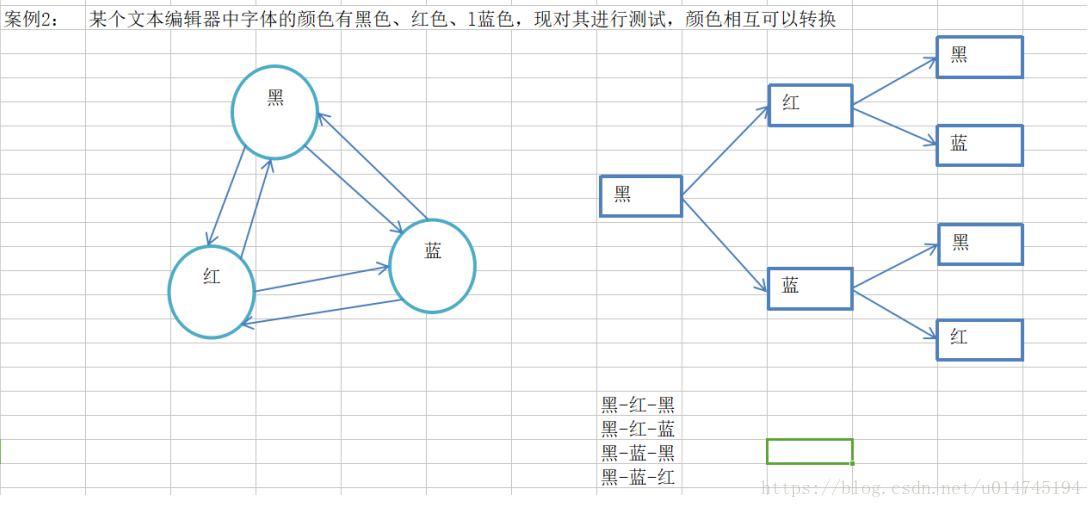 案例2： 某个文本编辑器中字体的颜色有黑色、红色、1蓝色，现对其进行测试，颜色相互可以转换
黑
红
蓝
黑
红
蓝
黑
蓝
黑
红
黑-红-黑
黑-红-蓝
黑-蓝-黑
黑-蓝-红
https://blog.csdn.net/u014745194